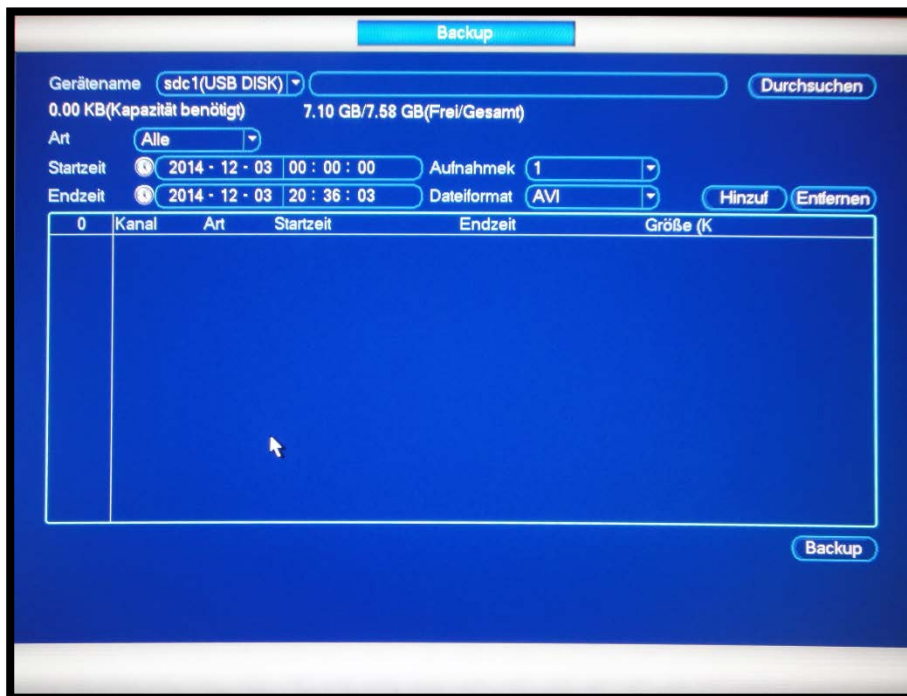 Backup
Gerätename sdc1(USB DISK) Durchsuchen
0.00 KB(Kapazität benötigt) 7.10 GB/7.58 GB(Frei/Gesamt)
Art Alle
Startzeit 2014 - 12 - 03 00 : 00 : 00 Aufnahmek 1
Endzeit 2014 - 12 - 03 20 : 36 : 03 Dateiformat AVI Hinzuf Entfernen
0 Kanal Art Startzeit Endzeit Größe (K
Backup